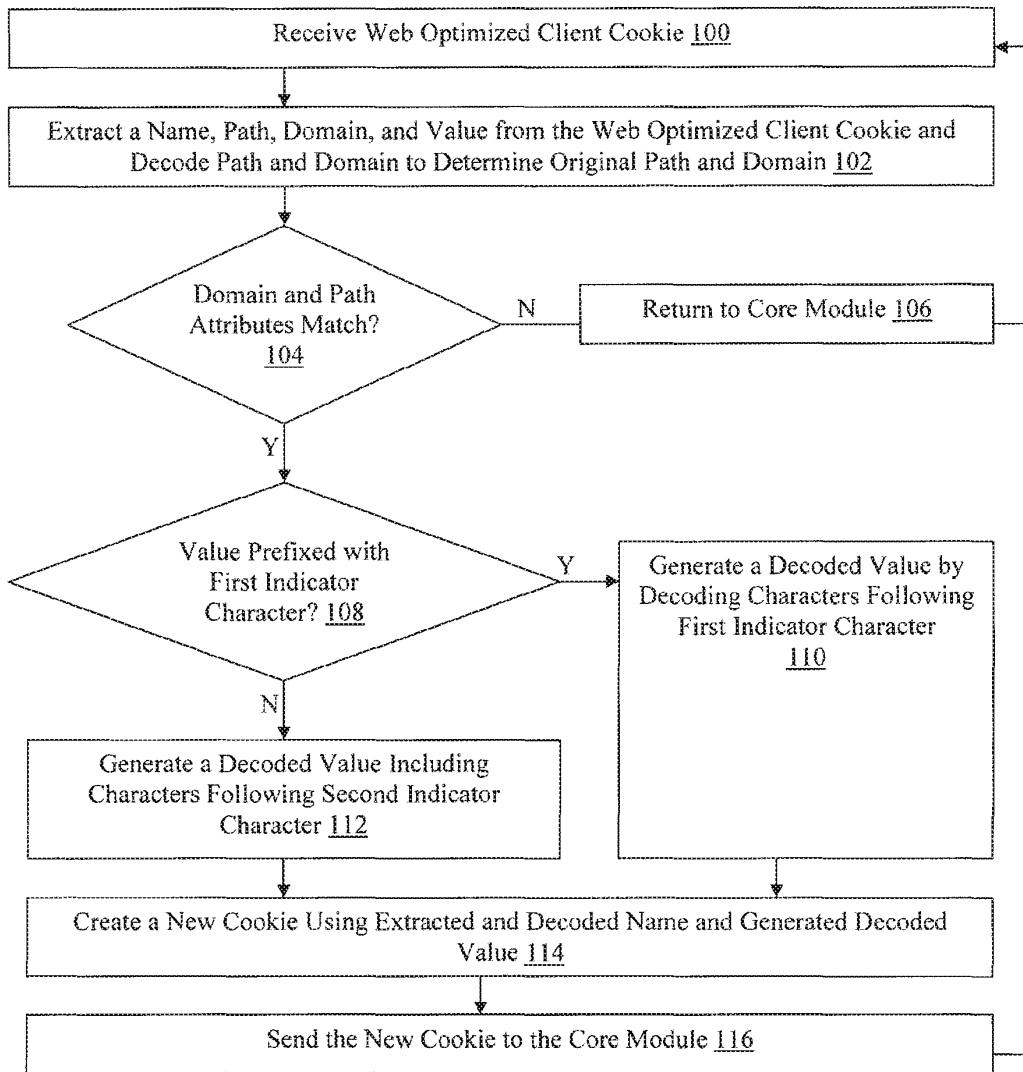 Receive Web Optimized Client Cookie 100
Extract a Name, Path, Domain, and Value from the Web Optimized Client Cookie and
Decode Path and Domain to Determine Original Path and Domain 102
Domain and Path
Attributes Match?
104
N
Return to Core Module 106
Y
Value Prefixed with
First Indicator
Character? 108
Y
Generate a Decoded Value by
Decoding Characters Following
First Indicator Character
110
N
Generate a Decoded Value Including
Characters Following Second Indicator
Character 112
Create a New Cookie Using Extracted and Decoded Name and Generated Decoded
Value 114
Send the New Cookie to the Core Module 116